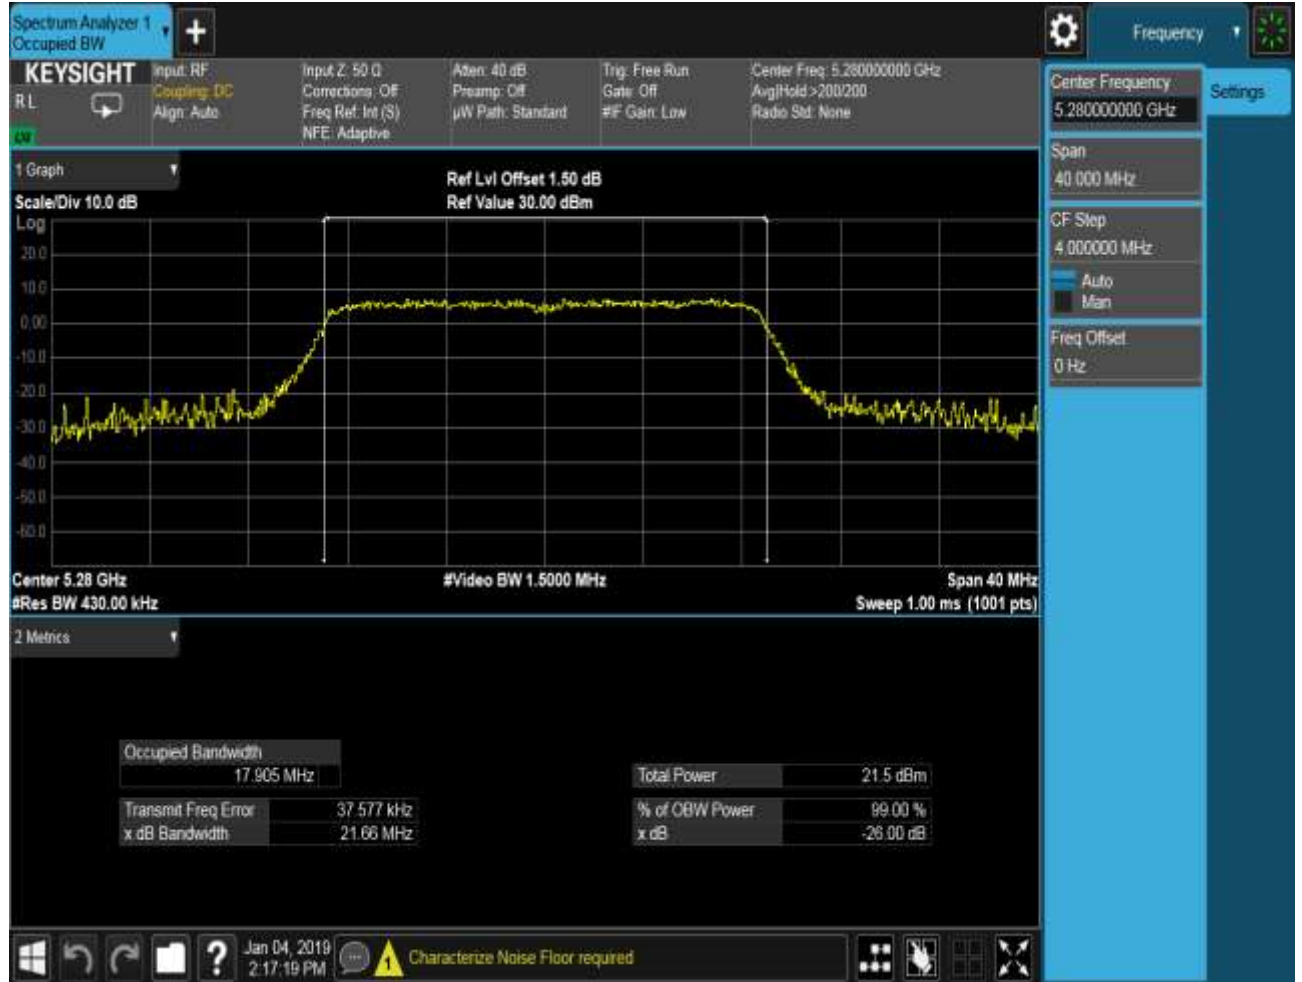 Spectrum Analyzer 1
Occupied BW
Frequency
KEYSIGHT
RL
LXI
Input: RF
Coupling: DC
Align: Auto
Input Z: 50 Ω
Corrections: Off
Freq Ref: Int (S)
NFE: Adaptive
Atten: 40 dB
Preamp: Off
µW Path: Standard
Trig: Free Run
Gate: Off
#IF Gain: Low
Center Freq: 5.280000000 GHz
Avg|Hold:>200/200
Radio Std: None
Center Frequency
5.280000000 GHz
Settings
Span
40.000 MHz
CF Step
4.000000 MHz
Auto
Man
Freq Offset
0 Hz
1 Graph
Scale/Div 10.0 dB
Ref Lvl Offset 1.50 dB
Ref Value 30.00 dBm
Log
20.0
10.0
0.00
-10.0
-20.0
-30.0
-40.0
-50.0
-60.0
Center 5.28 GHz
#Video BW 1.5000 MHz
Span 40 MHz
#Res BW 430.00 kHz
Sweep 1.00 ms (1001 pts)
2 Metrics
Occupied Bandwidth
17.905 MHz
Total Power 21.5 dBm
Transmit Freq Error 37.577 kHz
% of OBW Power 99.00 %
x dB Bandwidth 21.66 MHz
x dB -26.00 dB
?
Jan 04, 2019
2:17:19 PM
1
Characterize Noise Floor required